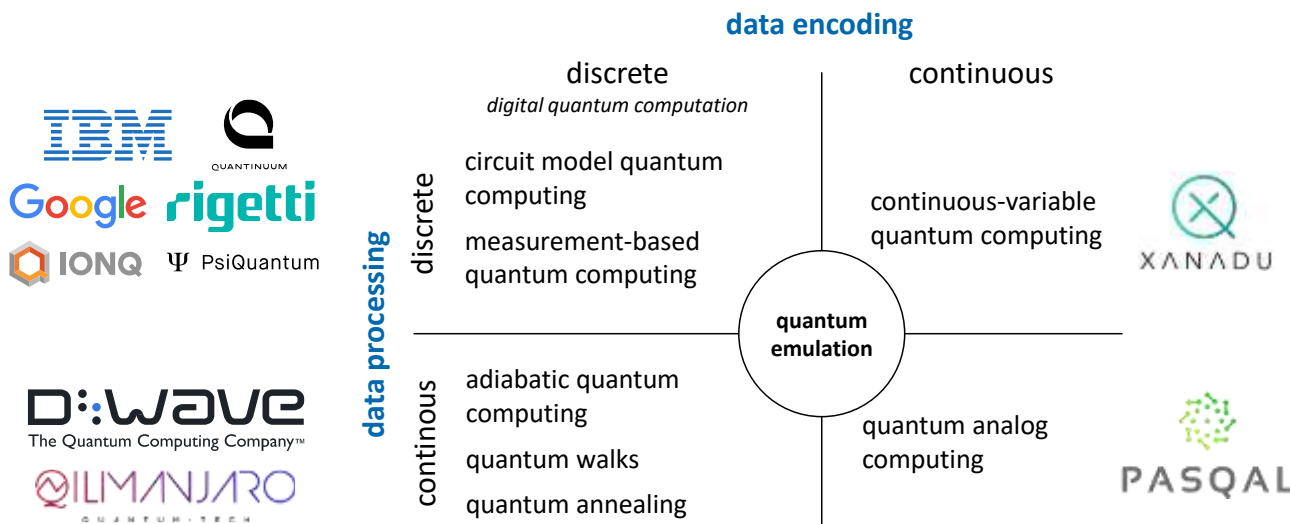 data encoding
discrete
continuous
digital quantum computation
IBM
QUANTINUUM
Google
rigetti
IONQ
Ψ PsiQuantum
data processing
discrete
circuit model quantum
computing
measurement-based
quantum computing
continuous-variable
quantum computing
XANADU
quantum
emulation
D:wave
The Quantum Computing Company™
QILIMANJARO
QUANTUM-TECH
continous
adiabatic quantum
computing
quantum walks
quantum annealing
quantum analog
computing
PASQAL